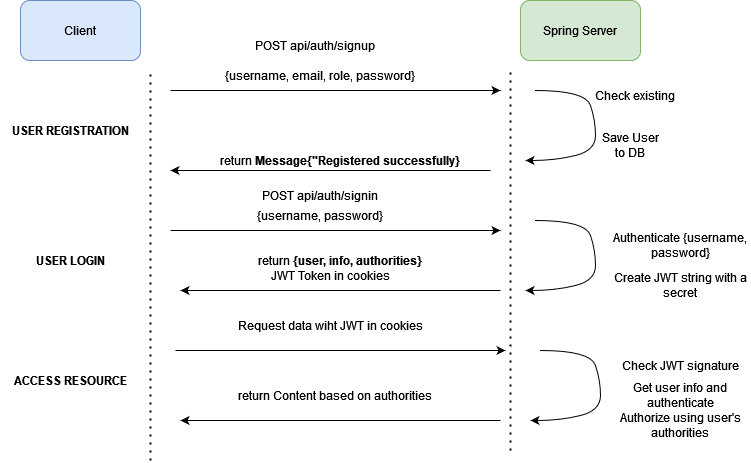 Client
Spring Server
POST api/auth/signup
{username, email, role, password}
Check existing
USER REGISTRATION
Save User
to DB
return Message{"Registered successfully}
POST api/auth/signin
{username, password}
Authenticate {username,
password}
USER LOGIN
return {user, info, authorities}
JWT Token in cookies
Create JWT string with a
secret
Request data wiht JWT in cookies
Check JWT signature
ACCESS RESOURCE
Get user info and
authenticate
return Content based on authorities
Authorize using user's
authorities